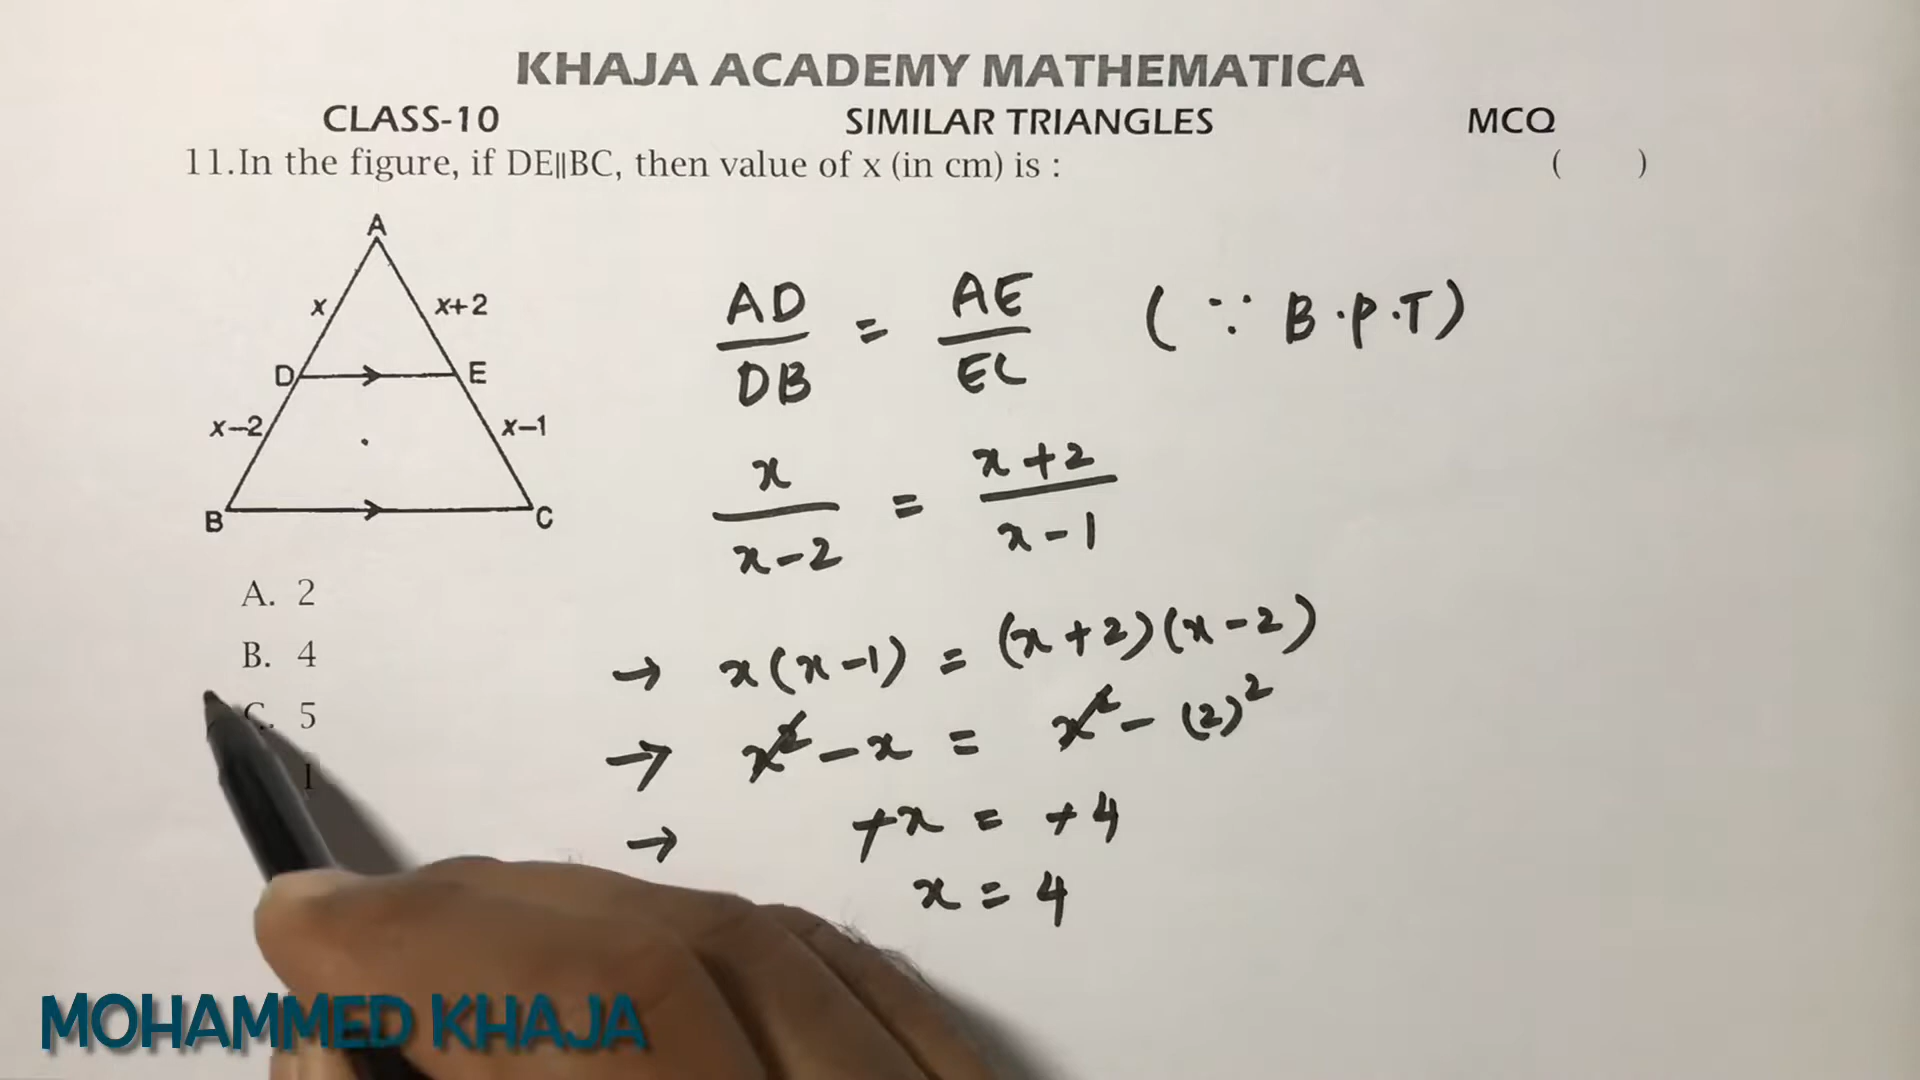 KHAJA ACADEMY MATHEMATICA
CLASS-10 SIMILAR TRIANGLES MCQ
11.In the figure, if DE||BC, then value of x (in cm) is : ( )
A
x x+2
D E
x−2 x−1
B C
A. 2
B. 4
C. 5
1
AD/DB = AE/EC (∵ B.P.T)
x/x-2 = x+2/x-1
→ x(x-1) = (x+2)(x-2)
→ x² - x = x² - (2)²
→ +x = +4
x = 4
MOHAMMED KHAJA